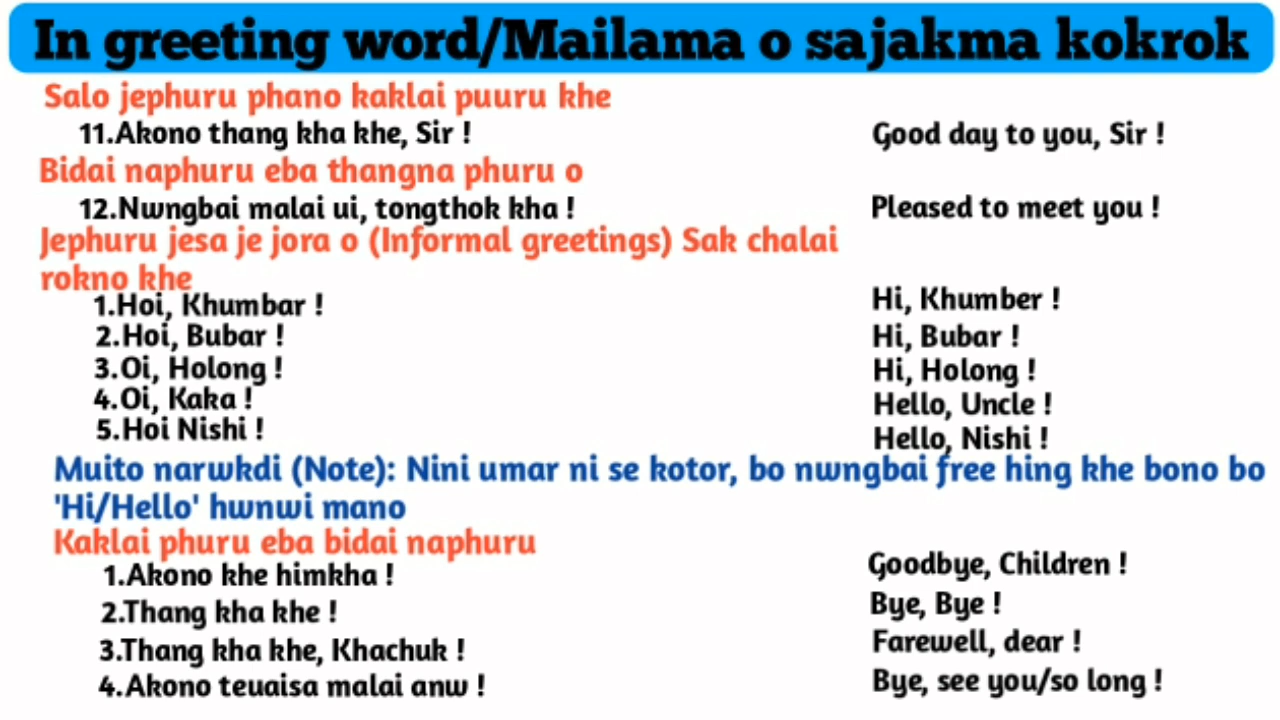 In greeting word/Mailama o sajakma kokrok
Salo jephuru phano kaklai puuru khe
11.Akono thang kha khe, Sir ! Good day to you, Sir !
Bidai naphuru eba thangna phuru o
12.Nwngbai malai ui, tongthok kha ! Pleased to meet you !
Jephuru jesa je jora o (Informal greetings) Sak chalai
rokno khe
1.Hoi, Khumbar ! Hi, Khumber !
2.Hoi, Bubar ! Hi, Bubar !
3.Oi, Holong ! Hi, Holong !
4.Oi, Kaka ! Hello, Uncle !
5.Hoi Nishi ! Hello, Nishi !
Muito narwkdi (Note): Nini umar ni se kotor, bo nwngbai free hing khe bono bo
'Hi/Hello' hwnwi mano
Kaklai phuru eba bidai naphuru
1.Akono khe himkha ! Goodbye, Children !
2.Thang kha khe ! Bye, Bye !
3.Thang kha khe, Khachuk ! Farewell, dear !
4.Akono teuaisa malai anw ! Bye, see you/so long !